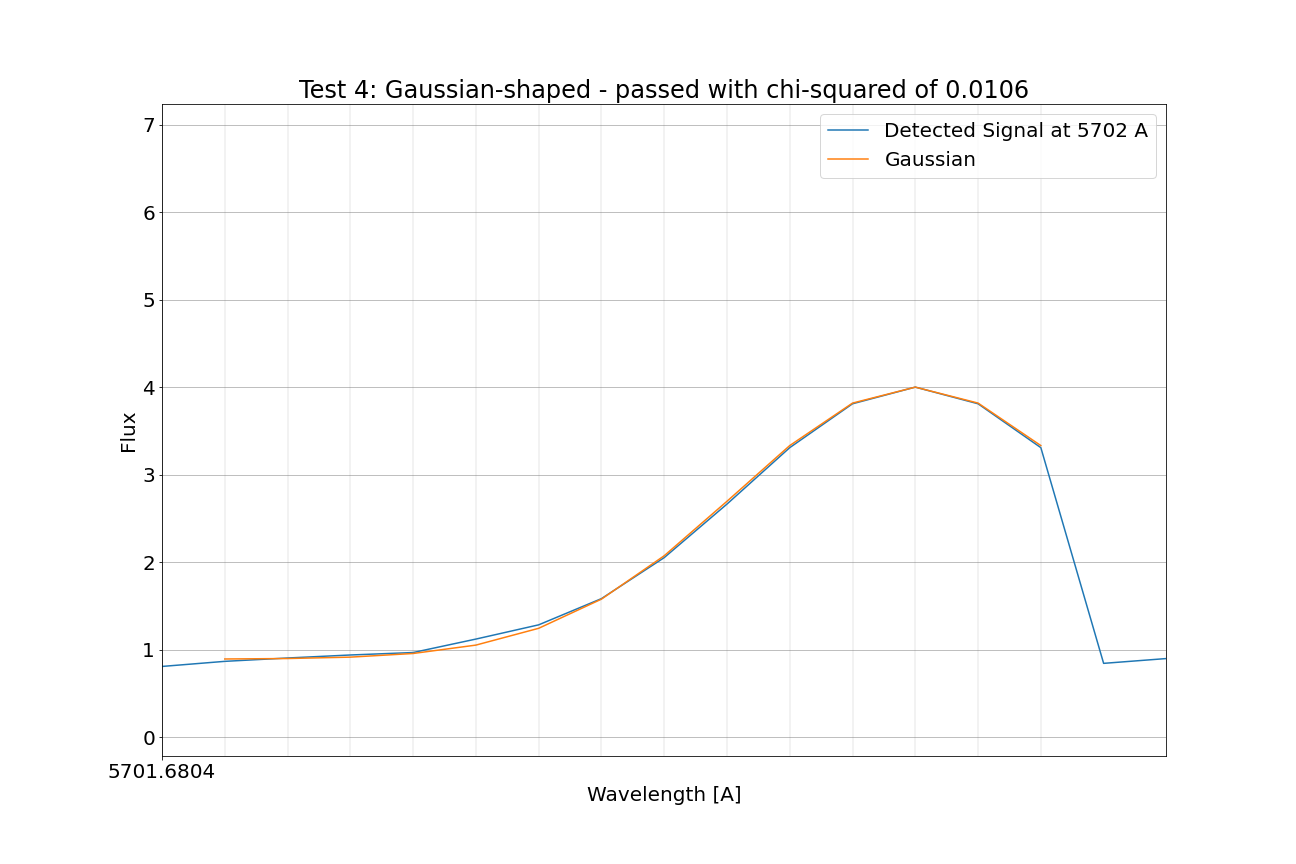 Test 4: Gaussian-shaped - passed with chi-squared of 0.0106
Detected Signal at 5702 A
Gaussian
7
6
5
4
3
2
1
0
Flux
5701.6804
Wavelength [A]